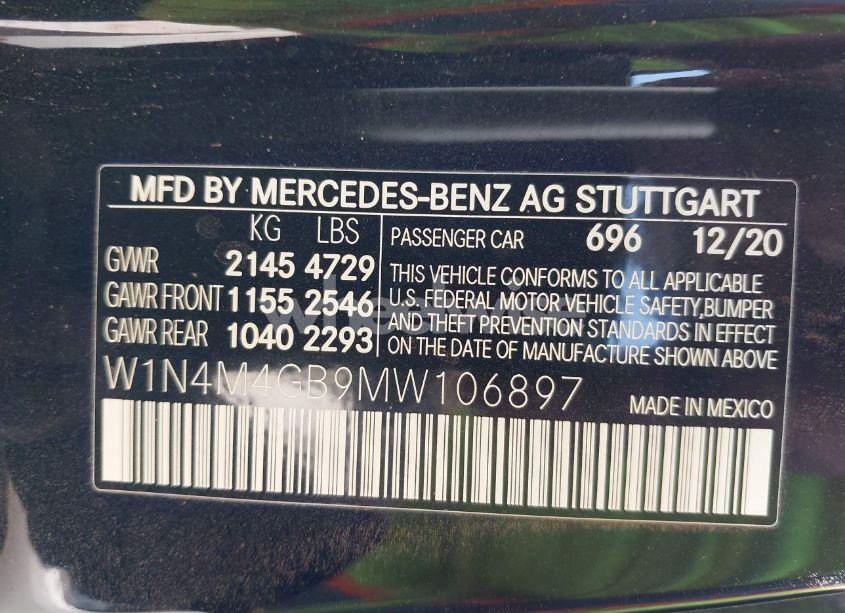 MFD BY MERCEDES-BENZ AG STUTTGART
KG LBS
GVWR 2145 4729
GAWR FRONT 1155 2546
GAWR REAR 1040 2293
PASSENGER CAR 696 12/20
THIS VEHICLE CONFORMS TO ALL APPLICABLE
U.S. FEDERAL MOTOR VEHICLE SAFETY,BUMPER
AND THEFT PREVENTION STANDARDS IN EFFECT
ON THE DATE OF MANUFACTURE SHOWN ABOVE
W1N4M4GB9MW106897
MADE IN MEXICO